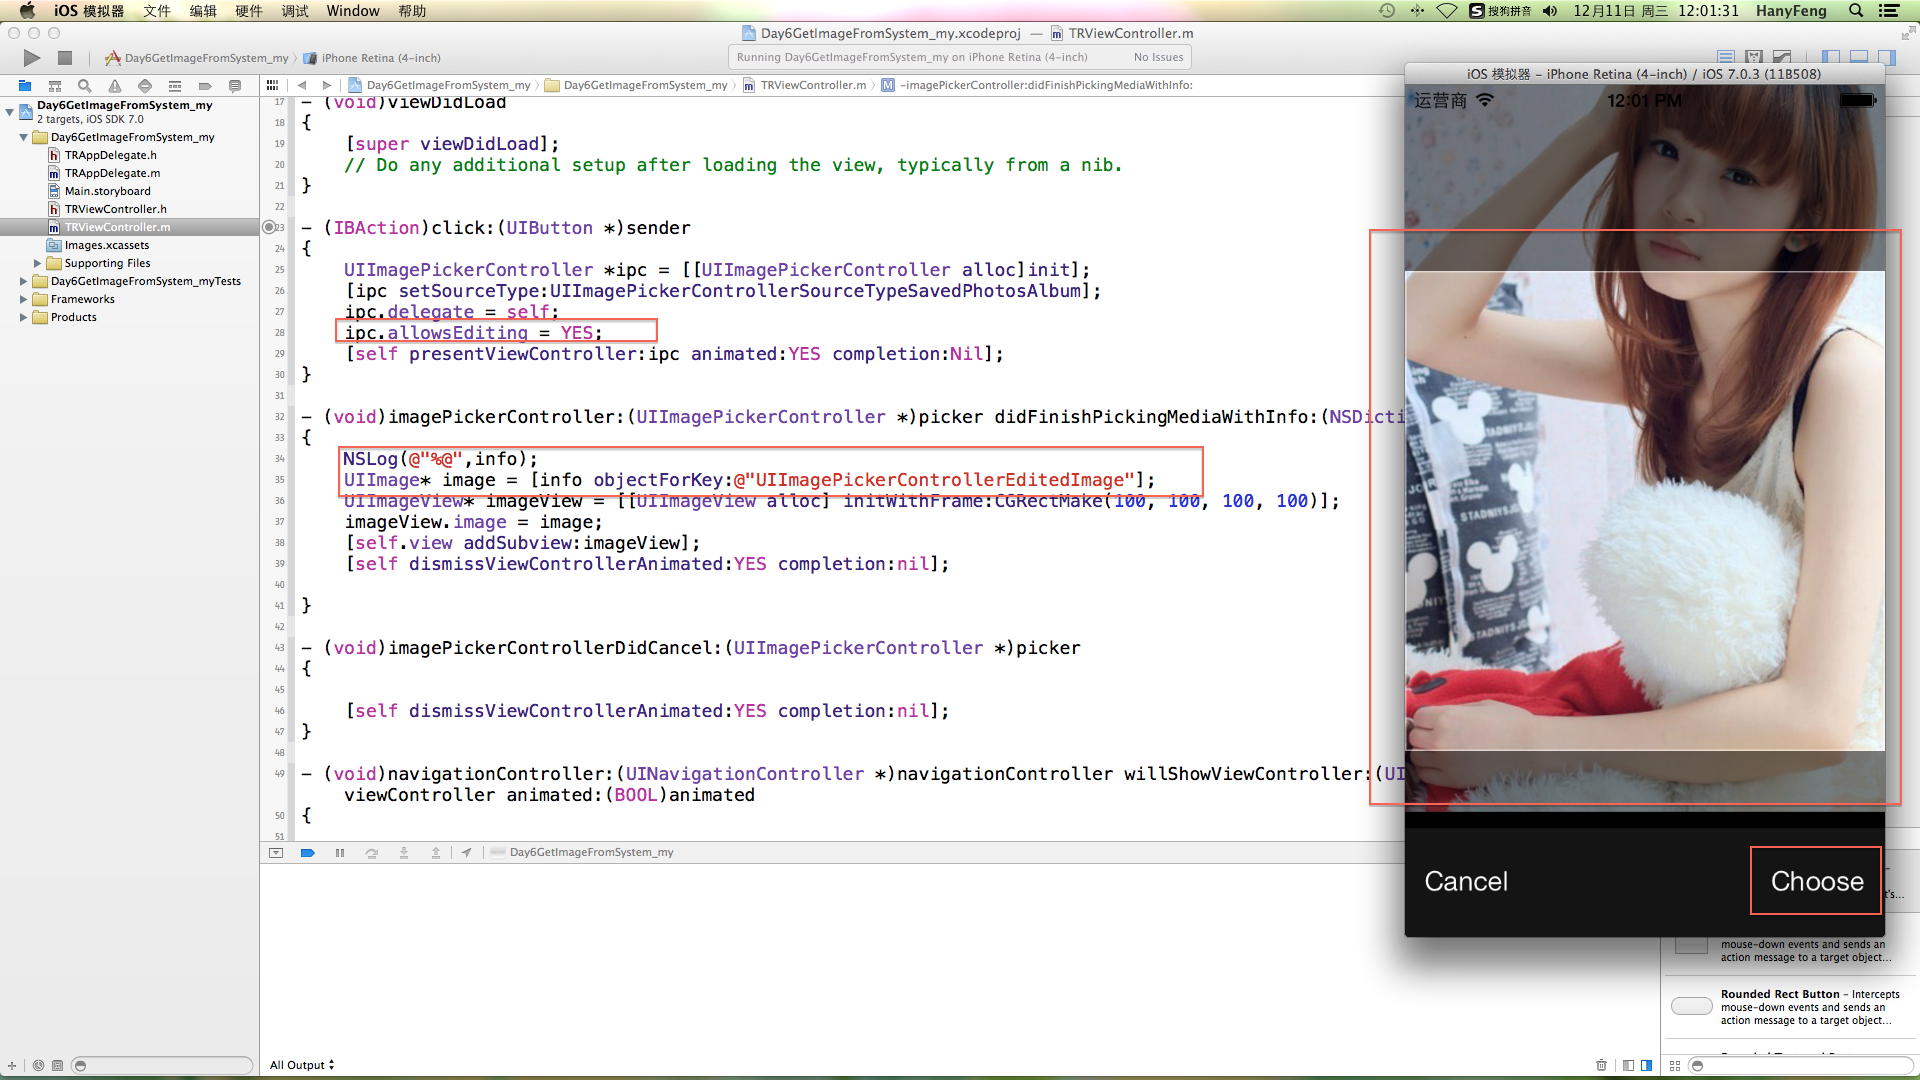 iOS 模拟器 文件 编辑 硬件 调试 Window 帮助
搜狗拼音 12月11日 周三 12:01:31 HanyFeng
Day6GetImageFromSystem_my.xcodeproj — TRViewController.m
Day6GetImageFromSystem_my iPhone Retina (4-inch)
Running Day6GetImageFromSystem_my on iPhone Retina (4-inch) No Issues
Day6GetImageFromSystem_my Day6GetImageFromSystem_my TRViewController.m -imagePickerController:didFinishPickingMediaWithInfo:
Day6GetImageFromSystem_my
2 targets, iOS SDK 7.0
Day6GetImageFromSystem_my
TRAppDelegate.h
TRAppDelegate.m
Main.storyboard
TRViewController.h
TRViewController.m
Images.xcassets
Supporting Files
Day6GetImageFromSystem_myTests
Frameworks
Products
17 - (void)viewDidLoad
18 {
19 [super viewDidLoad];
20 // Do any additional setup after loading the view, typically from a nib.
21 }
22
23 - (IBAction)click:(UIButton *)sender
24 {
25 UIImagePickerController *ipc = [[UIImagePickerController alloc]init];
26 [ipc setSourceType:UIImagePickerControllerSourceTypeSavedPhotosAlbum];
27 ipc.delegate = self;
28 ipc.allowsEditing = YES;
29 [self presentViewController:ipc animated:YES completion:Nil];
30 }
31
32 - (void)imagePickerController:(UIImagePickerController *)picker didFinishPickingMediaWithInfo:(NSDicti
33 {
34 NSLog(@"%@",info);
35 UIImage* image = [info objectForKey:@"UIImagePickerControllerEditedImage"];
36 UIImageView* imageView = [[UIImageView alloc] initWithFrame:CGRectMake(100, 100, 100, 100)];
37 imageView.image = image;
38 [self.view addSubview:imageView];
39 [self dismissViewControllerAnimated:YES completion:nil];
40
41 }
42
43 - (void)imagePickerControllerDidCancel:(UIImagePickerController *)picker
44 {
45
46 [self dismissViewControllerAnimated:YES completion:nil];
47 }
48
49 - (void)navigationController:(UINavigationController *)navigationController willShowViewController:(UI
viewController animated:(BOOL)animated
50 {
51
Day6GetImageFromSystem_my
All Output
iOS 模拟器 - iPhone Retina (4-inch) / iOS 7.0.3 (11B508)
运营商 12:01 PM
STADNIYSJO
STADNIYS
STADNIYSJO
Cancel
Choose
t's...
mouse-down events and sends an
action message to a target object...
Rounded Rect Button - Intercepts
mouse-down events and sends an
action message to a target object...